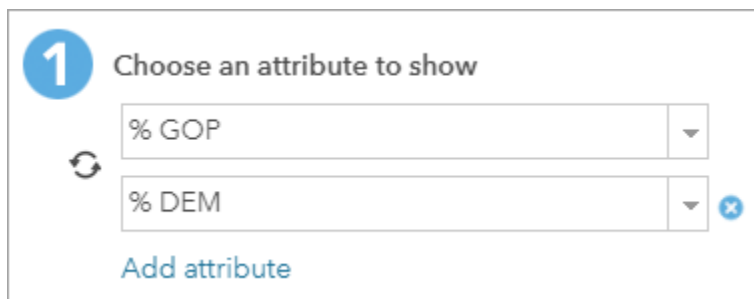 1 Choose an attribute to show
% GOP
% DEM
Add attribute